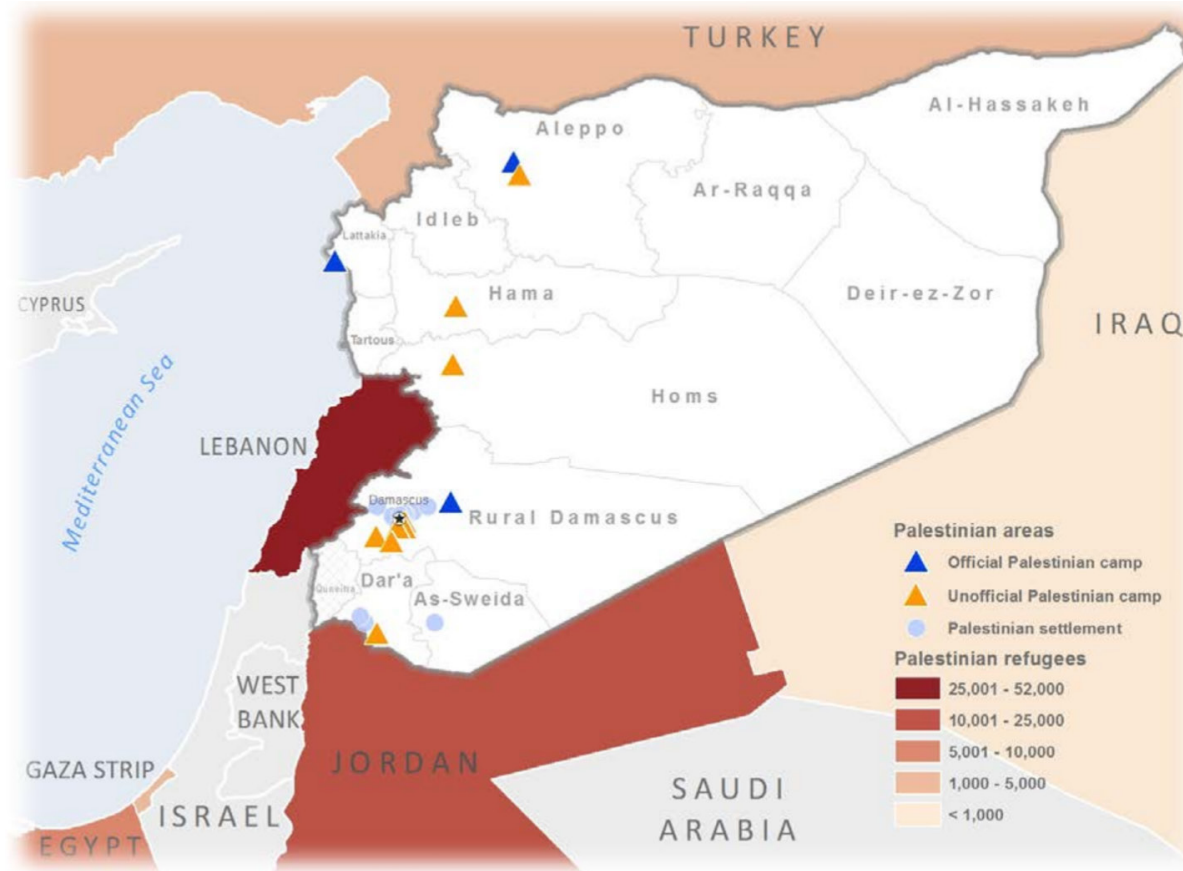 TURKEY
Al-Hassakeh
Aleppo
Ar-Raqqa
Idleb
Lattakia
Hama
Deir-ez-Zor
CYPRUS
IRAQ
Tartous
Mediterranean Sea
Homs
LEBANON
Damascus
Rural Damascus
Palestinian areas
Official Palestinian camp
Unofficial Palestinian camp
Palestinian settlement
Dar'a
Quneitra
As-Sweida
Palestinian refugees
25,001 - 52,000
10,001 - 25,000
5,001 - 10,000
1,000 - 5,000
< 1,000
WEST
BANK
GAZA STRIP
JORDAN
ISRAEL
SAUDI
ARABIA
EGYPT